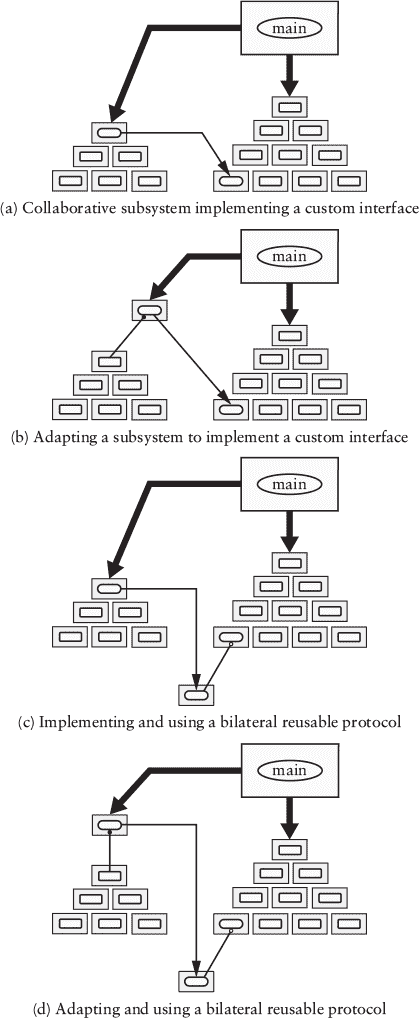 main
(a) Collaborative subsystem implementing a custom interface
main
(b) Adapting a subsystem to implement a custom interface
main
(c) Implementing and using a bilateral reusable protocol
main
(d) Adapting and using a bilateral reusable protocol